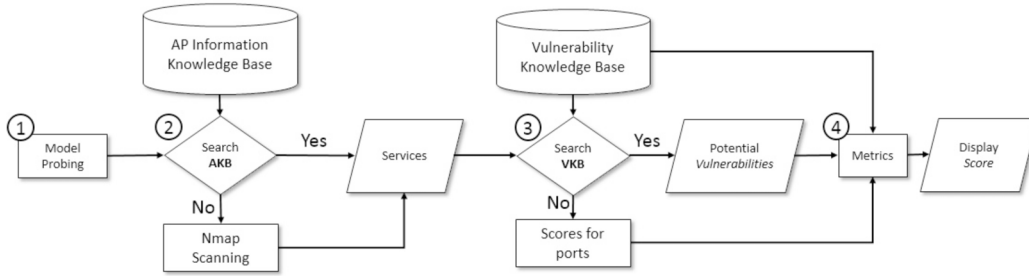 AP Information
Knowledge Base
Vulnerability
Knowledge Base
1
Model
Probing
2
Search
AKB
Yes
No
Nmap
Scanning
Services
3
Search
VKB
Yes
No
Scores for
ports
Potential
Vulnerabilities
4
Metrics
Display
Score